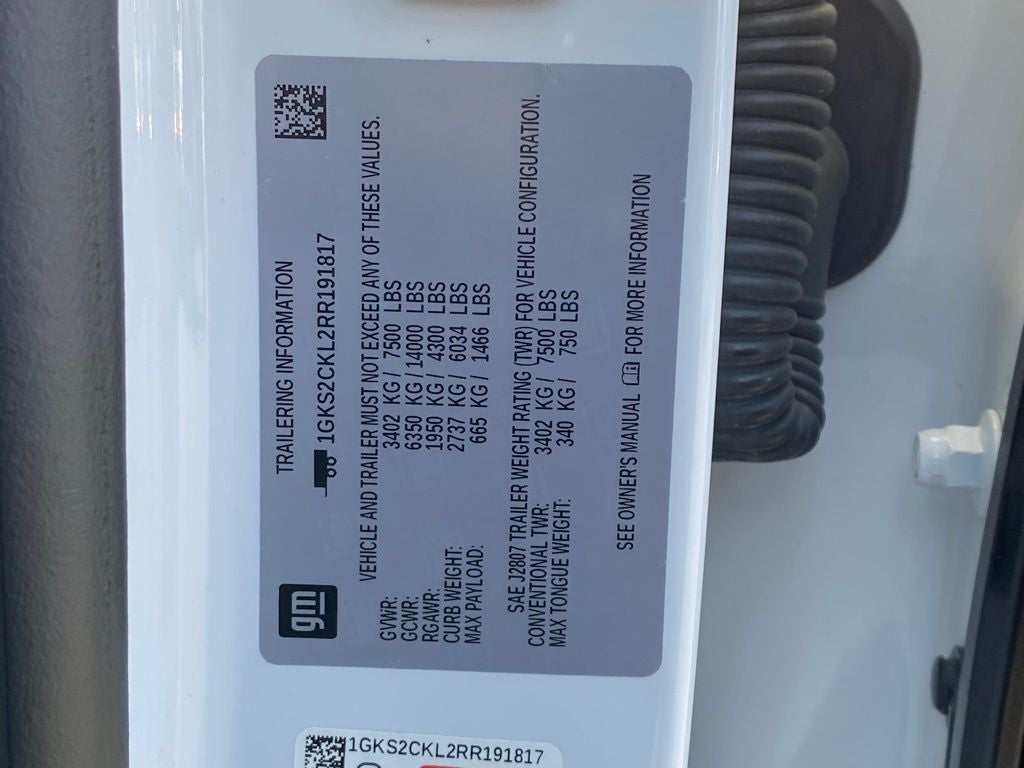 gm
TRAILERING INFORMATION
1GKS2CKL2RR191817
VEHICLE AND TRAILER MUST NOT EXCEED ANY OF THESE VALUES.
GVWR: 3402 KG / 7500 LBS
GCWR: 6350 KG / 14000 LBS
RGAWR: 1950 KG / 4300 LBS
CURB WEIGHT: 2737 KG / 6034 LBS
MAX PAYLOAD: 665 KG / 1466 LBS
SAE J2807 TRAILER WEIGHT RATING (TWR) FOR VEHICLE CONFIGURATION.
CONVENTIONAL TWR: 3402 KG / 7500 LBS
MAX TONGUE WEIGHT: 340 KG / 750 LBS
SEE OWNER'S MANUAL FOR MORE INFORMATION
1GKS2CKL2RR191817